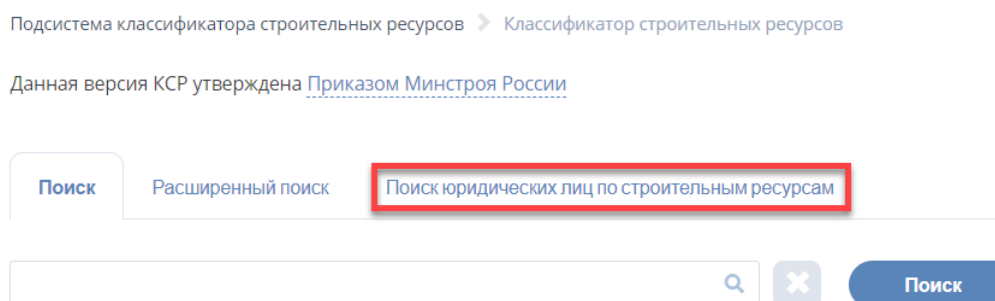 Подсистема классификатора строительных ресурсов Классификатор строительных ресурсов
Данная версия КСР утверждена Приказом Минстроя России
Поиск Расширенный поиск Поиск юридических лиц по строительным ресурсам
Поиск